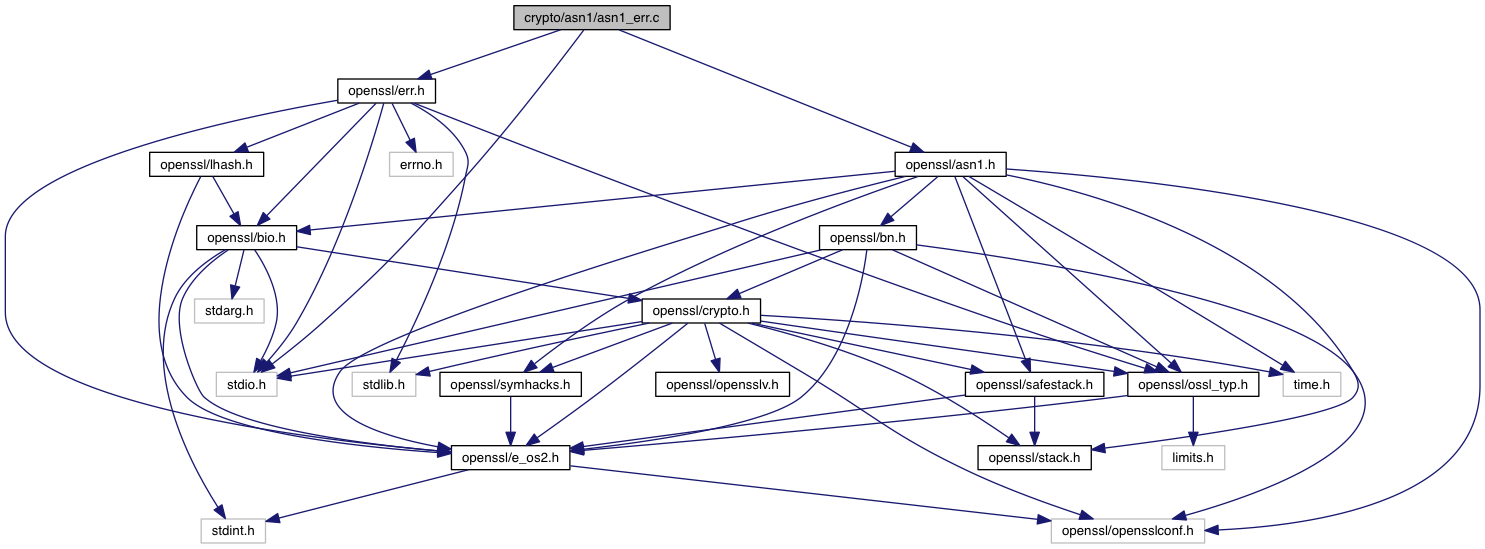 crypto/asn1/asn1_err.c
openssl/err.h
openssl/lhash.h
errno.h
openssl/asn1.h
openssl/bio.h
openssl/bn.h
stdarg.h
openssl/crypto.h
stdio.h
stdlib.h
openssl/symhacks.h
openssl/opensslv.h
openssl/safestack.h
openssl/ossl_typ.h
time.h
openssl/e_os2.h
openssl/stack.h
limits.h
stdint.h
openssl/opensslconf.h